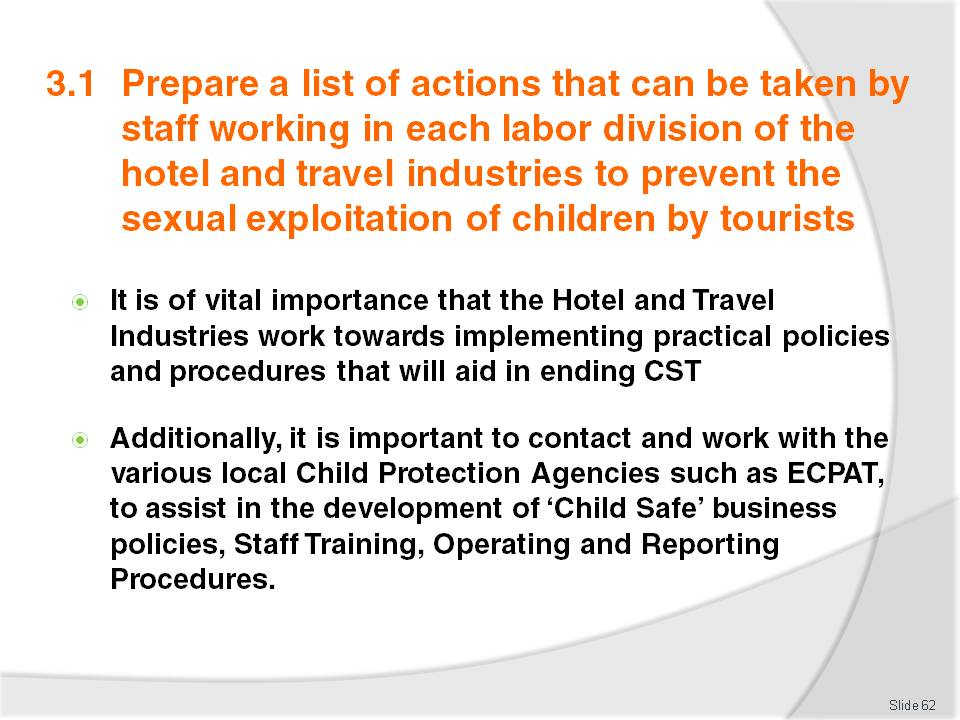 3.1 Prepare a list of actions that can be taken by
staff working in each labor division of the
hotel and travel industries to prevent the
sexual exploitation of children by tourists
It is of vital importance that the Hotel and Travel
Industries work towards implementing practical policies
and procedures that will aid in ending CST
Additionally, it is important to contact and work with the
various local Child Protection Agencies such as ECPAT,
to assist in the development of ‘Child Safe’ business
policies, Staff Training, Operating and Reporting
Procedures.
Slide 62